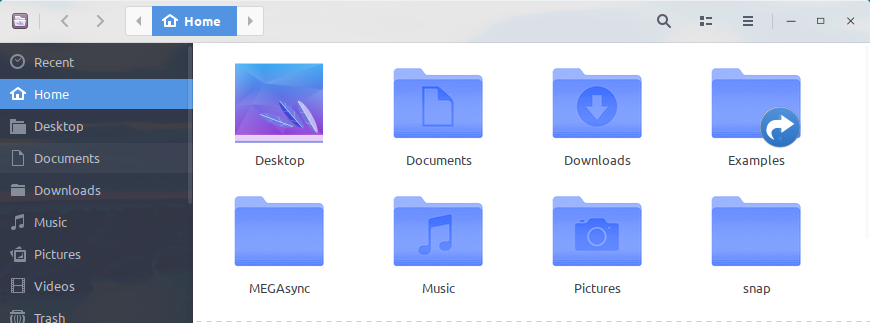 Home
Recent
Home
Desktop
Documents
Downloads
Music
Pictures
Videos
Trash
Desktop
Documents
Downloads
Examples
MEGAsync
Music
Pictures
snap